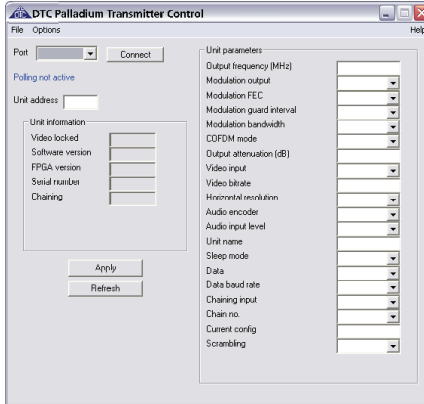 DTC Palladium Transmitter Control
File Options Help
Port
Connect
Polling not active
Unit address
Unit information
Video locked
Software version
FPGA version
Serial number
Chaining
Apply
Refresh
Unit parameters
Output frequency (MHz)
Modulation output
Modulation FEC
Modulation guard interval
Modulation bandwidth
COFDM mode
Output attenuation (dB)
Video input
Video bitrate
Horizontal resolution
Audio encoder
Audio input level
Unit name
Sleep mode
Data
Data baud rate
Chaining input
Chain no.
Current config
Scrambling